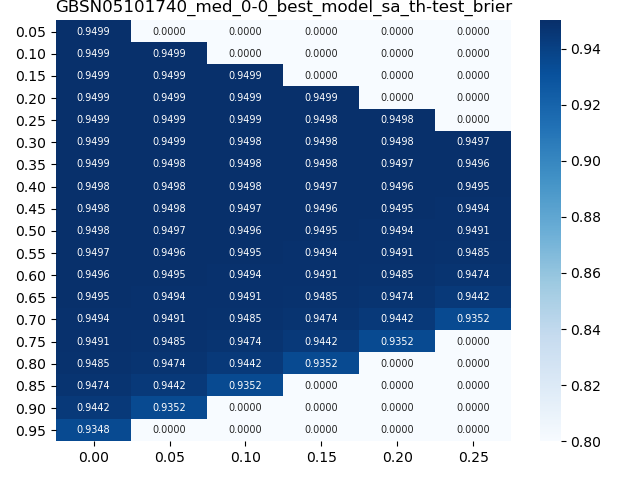 GBSN05101740_med_0-0_best_model_sa_th-test_brier
0.05 0.9499 0.0000 0.0000 0.0000 0.0000 0.0000
0.10 0.9499 0.9499 0.0000 0.0000 0.0000 0.0000
0.15 0.9499 0.9499 0.9499 0.0000 0.0000 0.0000
0.20 0.9499 0.9499 0.9499 0.9499 0.0000 0.0000
0.25 0.9499 0.9499 0.9499 0.9498 0.9498 0.0000
0.30 0.9499 0.9499 0.9498 0.9498 0.9498 0.9497
0.35 0.9499 0.9498 0.9498 0.9498 0.9497 0.9496
0.40 0.9498 0.9498 0.9498 0.9497 0.9496 0.9495
0.45 0.9498 0.9498 0.9497 0.9496 0.9495 0.9494
0.50 0.9498 0.9497 0.9496 0.9495 0.9494 0.9491
0.55 0.9497 0.9496 0.9495 0.9494 0.9491 0.9485
0.60 0.9496 0.9495 0.9494 0.9491 0.9485 0.9474
0.65 0.9495 0.9494 0.9491 0.9485 0.9474 0.9442
0.70 0.9494 0.9491 0.9485 0.9474 0.9442 0.9352
0.75 0.9491 0.9485 0.9474 0.9442 0.9352 0.0000
0.80 0.9485 0.9474 0.9442 0.9352 0.0000 0.0000
0.85 0.9474 0.9442 0.9352 0.0000 0.0000 0.0000
0.90 0.9442 0.9352 0.0000 0.0000 0.0000 0.0000
0.95 0.9348 0.0000 0.0000 0.0000 0.0000 0.0000
0.00 0.05 0.10 0.15 0.20 0.25
0.94
0.92
0.90
0.88
0.86
0.84
0.82
0.80